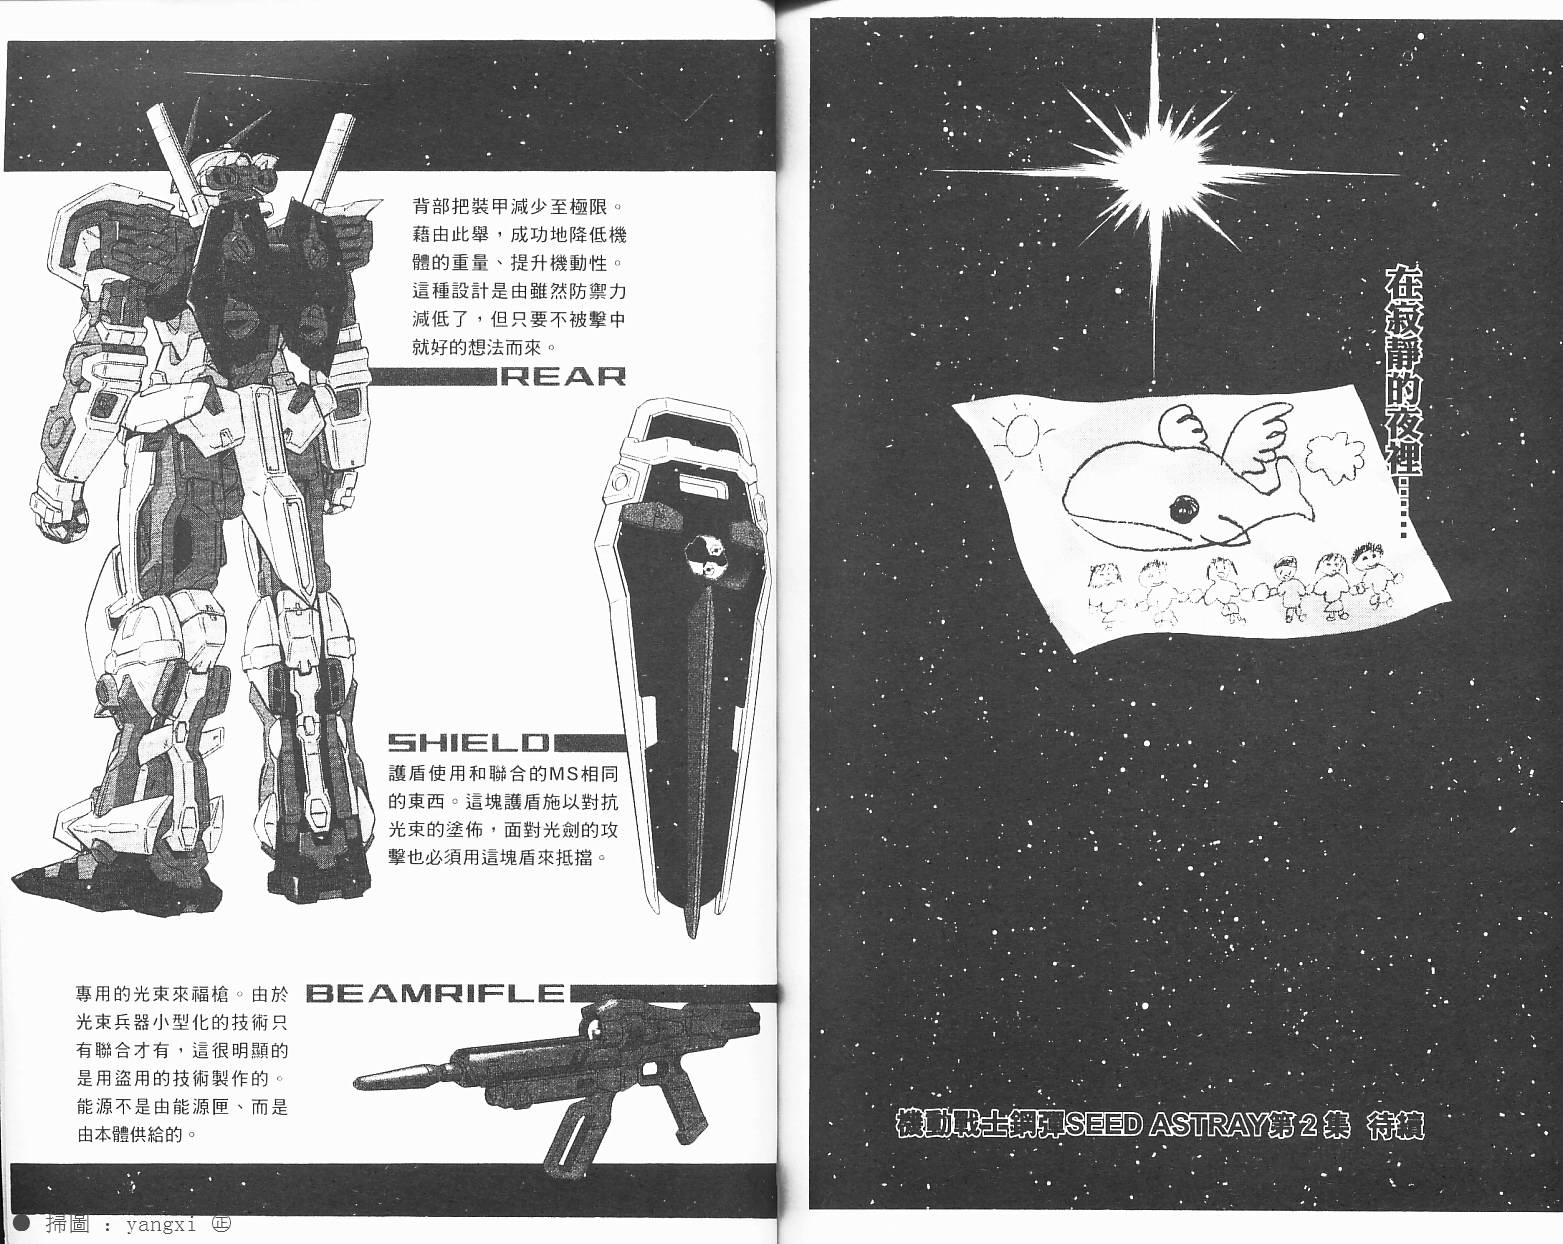 在寂靜的夜裡……
機動戰士鋼彈SEED ASTRAY第2集 待續
背部把裝甲減少至極限。
藉由此舉，成功地降低機
體的重量、提升機動性。
這種設計是由雖然防禦力
減低了，但只要不被擊中
就好的想法而來。
REAR
SHIELD
護盾使用和聯合的MS相同
的東西。這塊護盾施以對抗
光束的塗佈，面對光劍的攻
擊也必須用這塊盾來抵擋。
BEAMRIFLE
專用的光束來福槍。由於
光束兵器小型化的技術只
有聯合才有，這很明顯的
是用盜用的技術製作的。
能源不是由能源匣、而是
由本體供給的。
● 掃圖 : yangxi ㊣